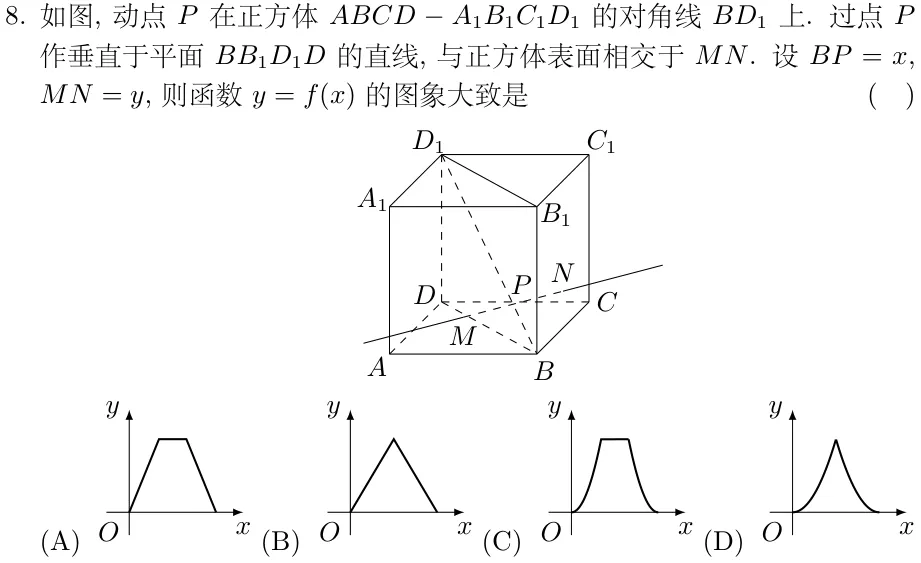 8. 如图, 动点 P 在正方体 ABCD − A₁B₁C₁D₁ 的对角线 BD₁ 上. 过点 P
作垂直于平面 BB₁D₁D 的直线, 与正方体表面相交于 MN. 设 BP = x,
MN = y, 则函数 y = f(x) 的图象大致是 ( )
D₁ C₁
A₁ B₁
N
P
D C
M
A B
y y y y
O x O x O x O x
(A) (B) (C) (D)